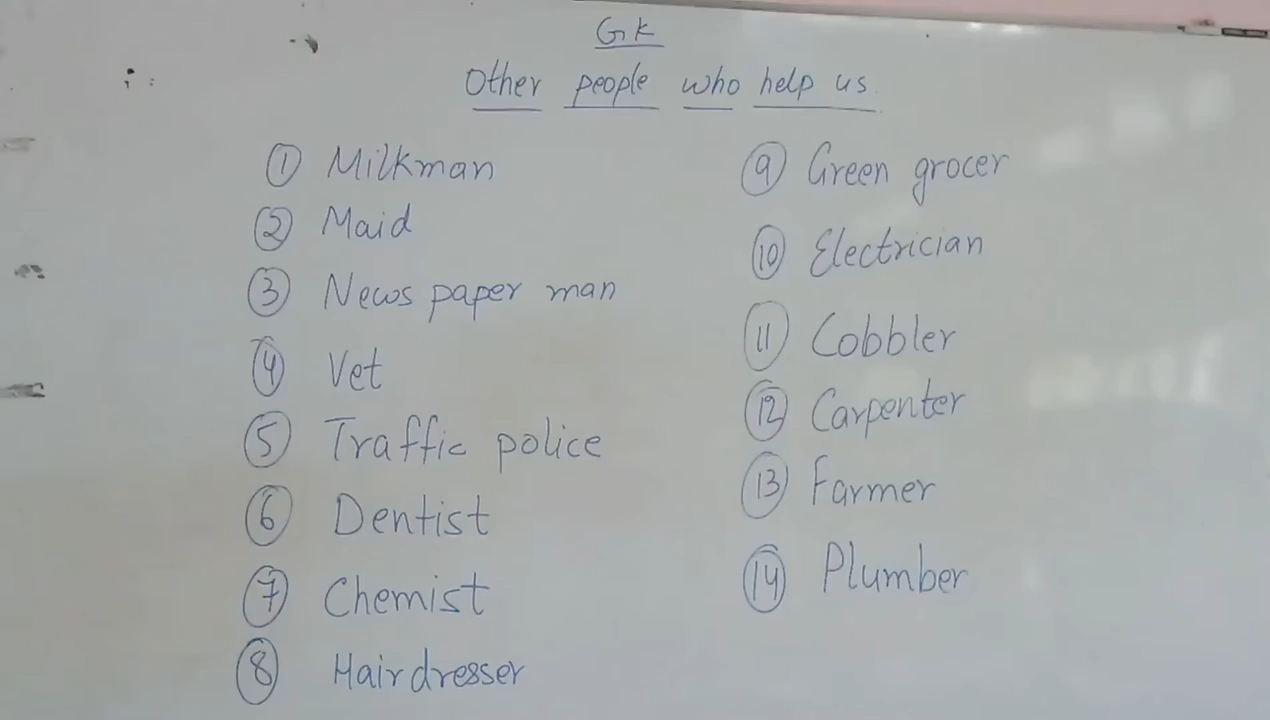 GK
Other people who help us.
① Milkman
② Maid
③ News paper man
④ Vet
⑤ Traffic police
⑥ Dentist
⑦ Chemist
⑧ Hairdresser
⑨ Green grocer
⑩ Electrician
⑪ Cobbler
⑫ Carpenter
⑬ Farmer
⑭ Plumber